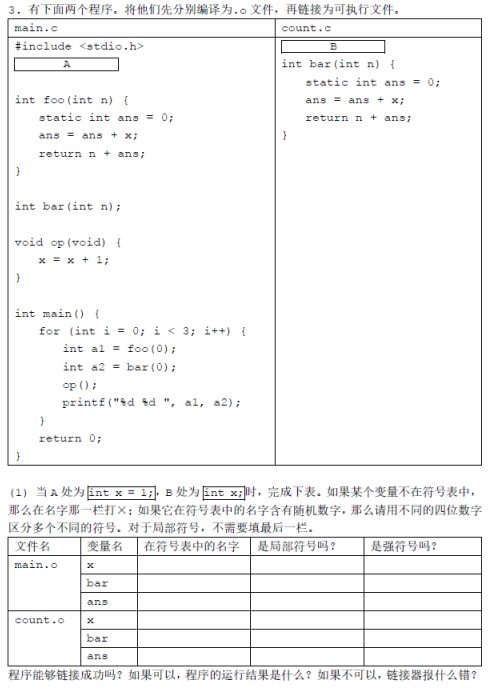 3. 有下面两个程序。将他们先分别编译为.o 文件，再链接为可执行文件。
main.c
count.c
#include <stdio.h>
A
int foo(int n) {
static int ans = 0;
ans = ans + x;
return n + ans;
}
int bar(int n);
void op(void) {
x = x + 1;
}
int main() {
for (int i = 0; i < 3; i++) {
int a1 = foo(0);
int a2 = bar(0);
op();
printf("%d %d ", a1, a2);
}
return 0;
}
B
int bar(int n) {
static int ans = 0;
ans = ans + x;
return n + ans;
}
(1) 当 A 处为 int x = 1;，B 处为 int x;时，完成下表。如果某个变量不在符号表中，
那么在名字那一栏打×；如果它在符号表中的名字含有随机数字，那么请用不同的四位数字
区分多个不同的符号。对于局部符号，不需要填最后一栏。
文件名 变量名 在符号表中的名字 是局部符号吗？ 是强符号吗？
main.o x
bar
ans
count.o x
bar
ans
程序能够链接成功吗？如果可以，程序的运行结果是什么？如果不可以，链接器报什么错？